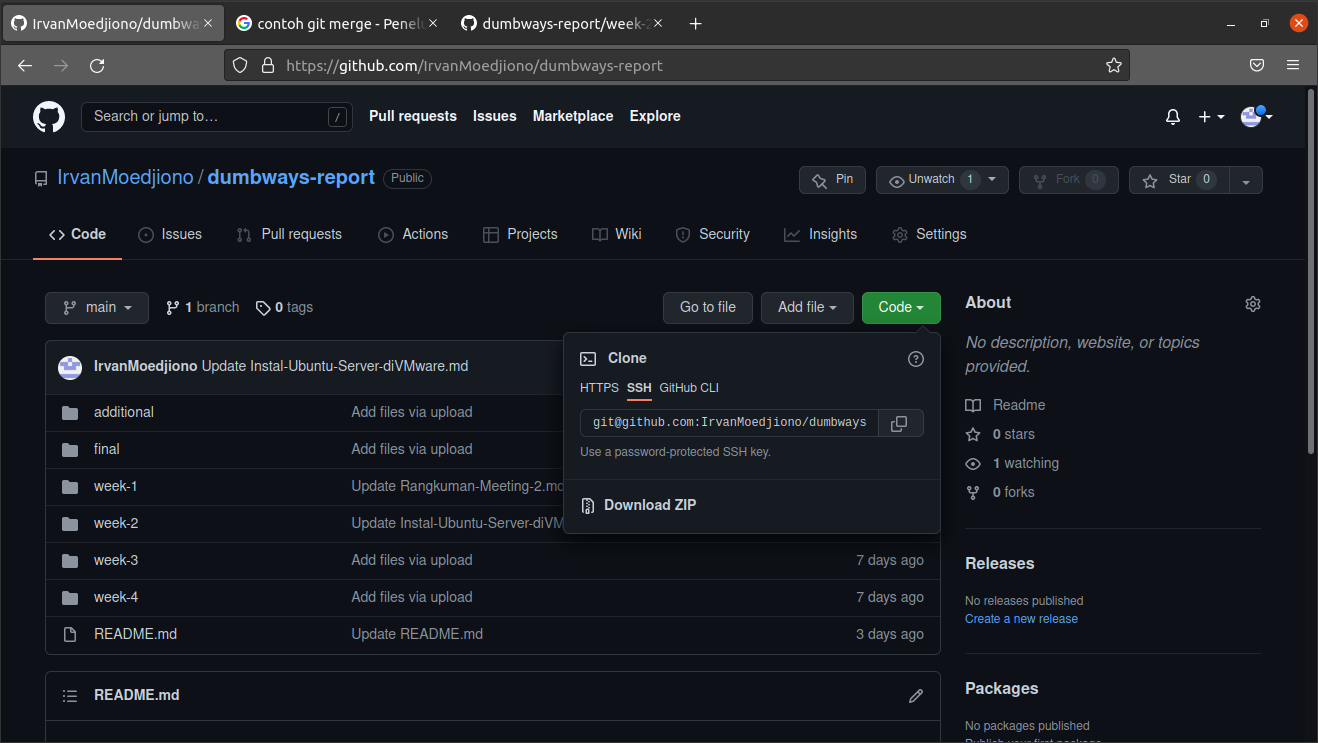 IrvanMoedjiono/dumbwa
contoh git merge - Penel
dumbways-report/week-2
https://github.com/IrvanMoedjiono/dumbways-report
Search or jump to… / Pull requests Issues Marketplace Explore
IrvanMoedjiono / dumbways-report Public Pin Unwatch 1 Fork 0 Star 0
Code Issues Pull requests Actions Projects Wiki Security Insights Settings
main 1 branch 0 tags Go to file Add file Code
About
No description, website, or topics
provided.
Readme
0 stars
1 watching
0 forks
Releases
No releases published
Create a new release
Packages
No packages published
Publish your first package
IrvanMoedjiono Update Instal-Ubuntu-Server-diVMware.md
additional Add files via upload
final Add files via upload
week-1 Update Rangkuman-Meeting-2.md
week-2 Update Instal-Ubuntu-Server-diVM
week-3 Add files via upload 7 days ago
week-4 Add files via upload 7 days ago
README.md Update README.md 3 days ago
Clone
HTTPS SSH GitHub CLI
git@github.com:IrvanMoedjiono/dumbways
Use a password-protected SSH key.
Download ZIP
README.md